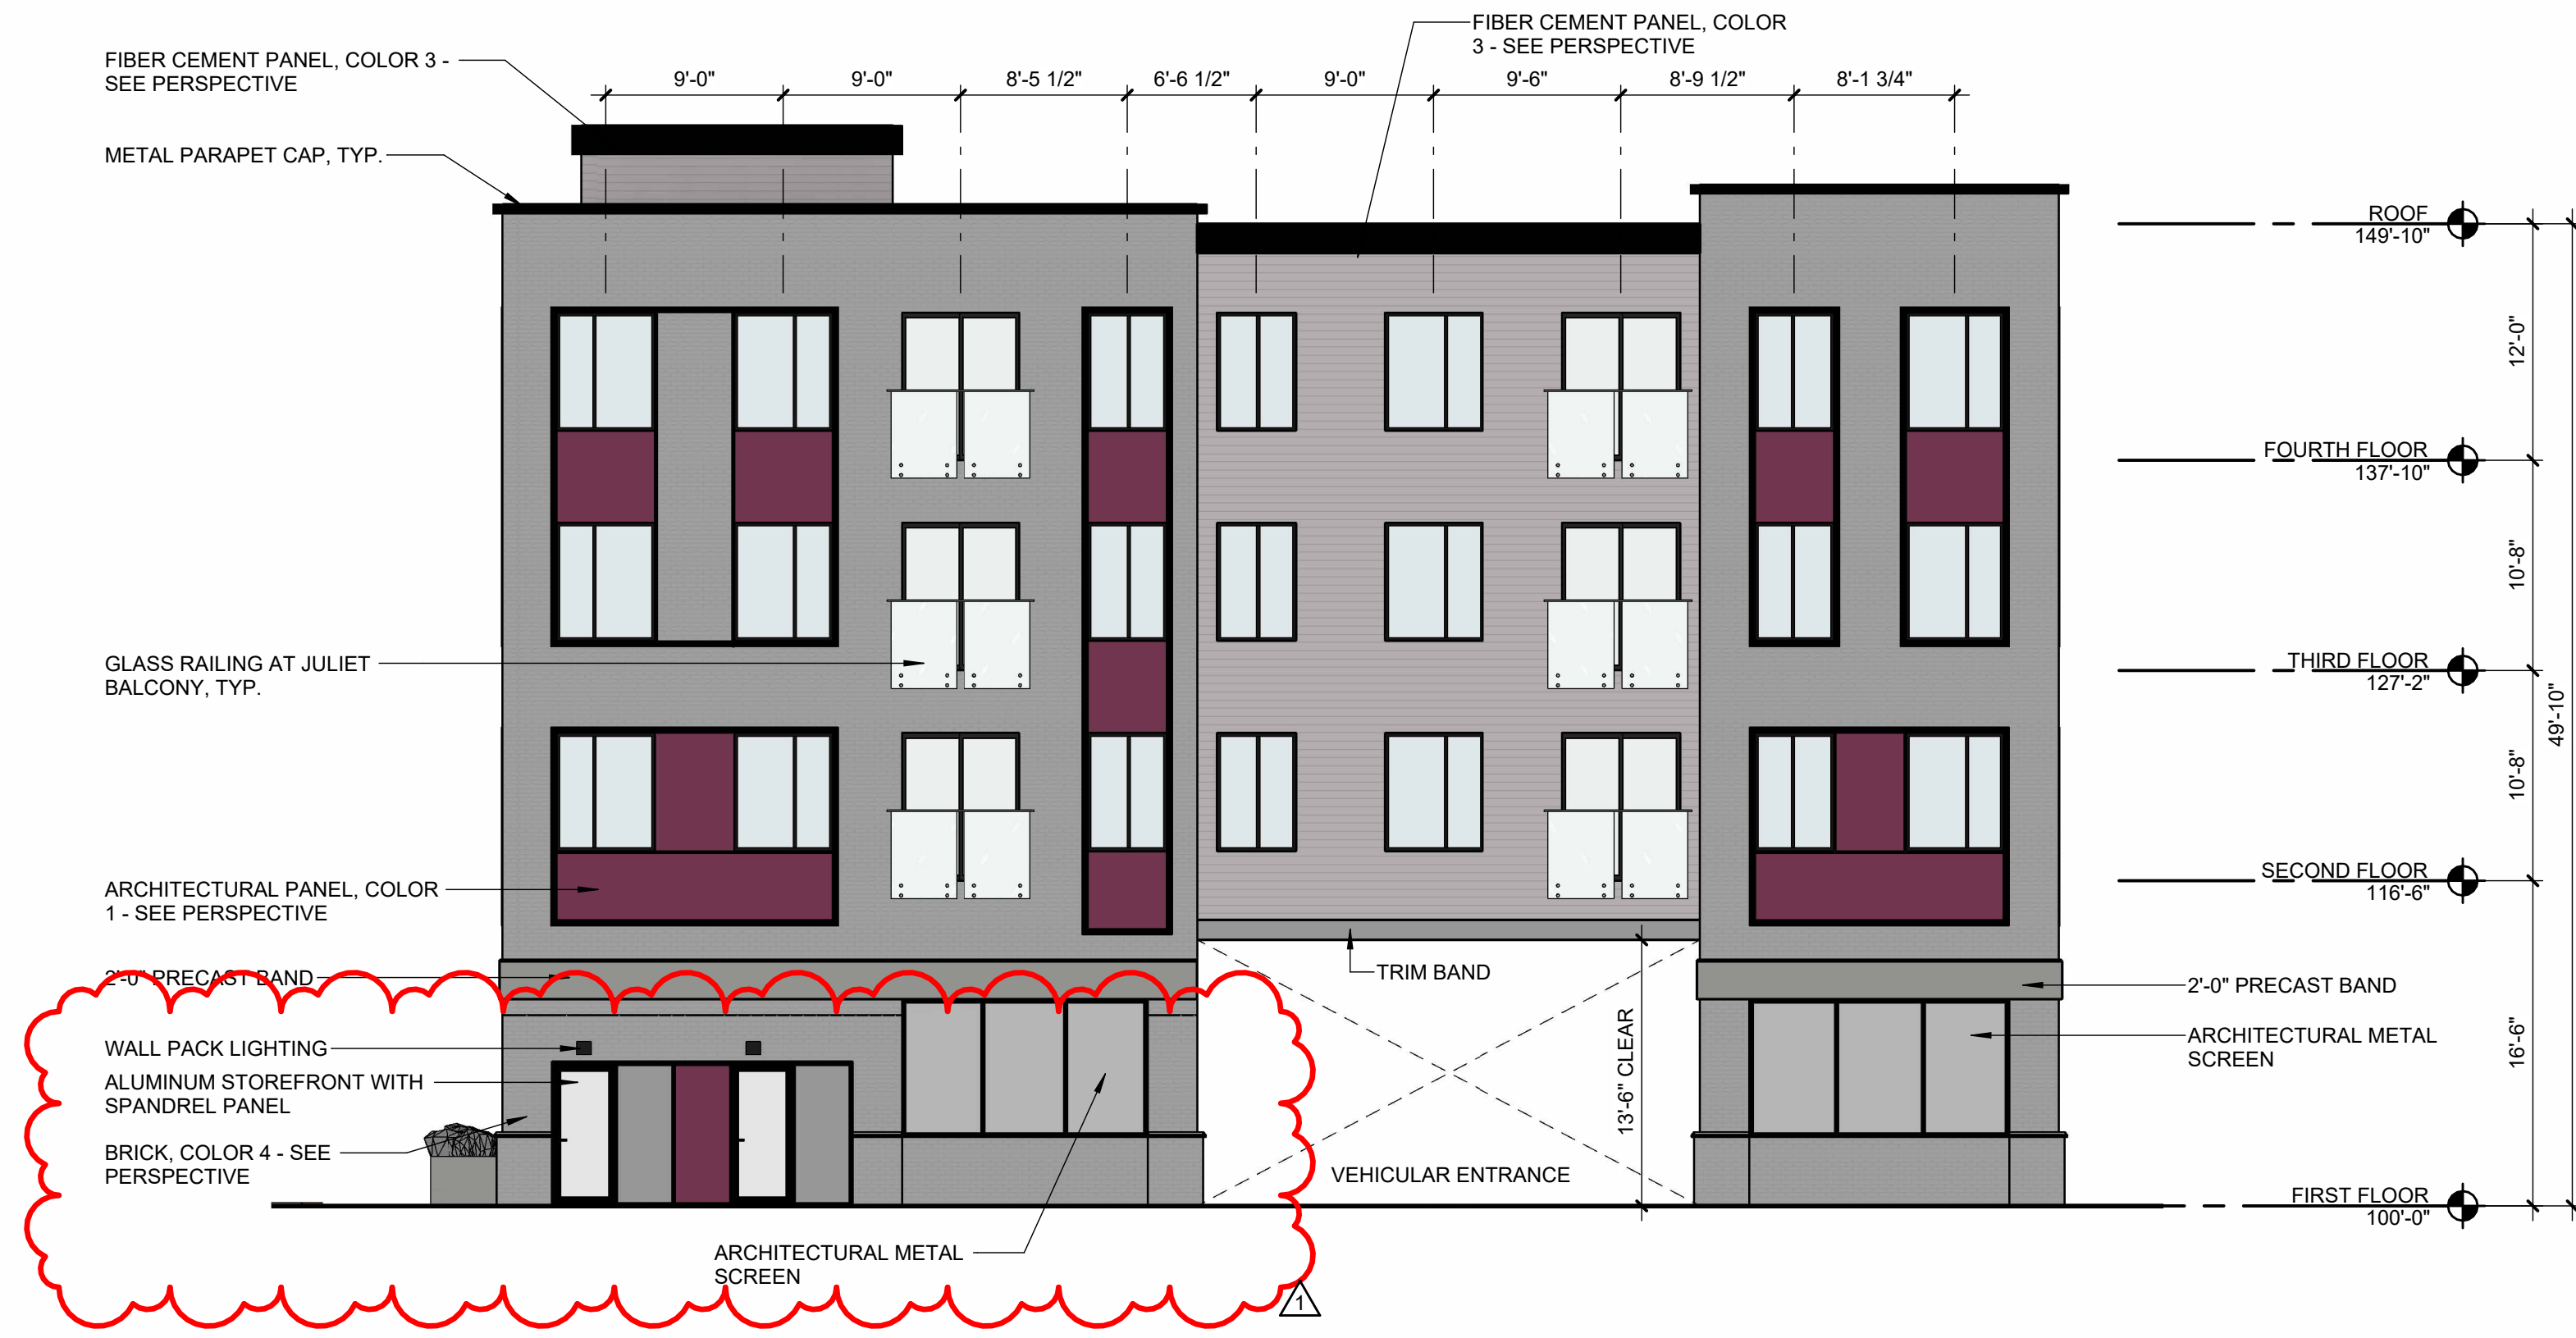 FIBER CEMENT PANEL, COLOR
3 - SEE PERSPECTIVE
FIBER CEMENT PANEL, COLOR 3 -
SEE PERSPECTIVE
9'-0"
9'-0"
8'-5 1/2"
6'-6 1/2"
9'-0"
9'-6"
8'-9 1/2"
8'-1 3/4"
METAL PARAPET CAP, TYP.
ROOF
149'-10"
12'-0"
FOURTH FLOOR
137'-10"
10'-8"
GLASS RAILING AT JULIET
BALCONY, TYP.
THIRD FLOOR
127'-2"
49'-10"
10'-8"
ARCHITECTURAL PANEL, COLOR
1 - SEE PERSPECTIVE
SECOND FLOOR
116'-6"
2'-0" PRECAST BAND
TRIM BAND
2'-0" PRECAST BAND
WALL PACK LIGHTING
ARCHITECTURAL METAL
SCREEN
16'-6"
13'-6" CLEAR
ALUMINUM STOREFRONT WITH
SPANDREL PANEL
BRICK, COLOR 4 - SEE
PERSPECTIVE
VEHICULAR ENTRANCE
FIRST FLOOR
100'-0"
ARCHITECTURAL METAL
SCREEN
1